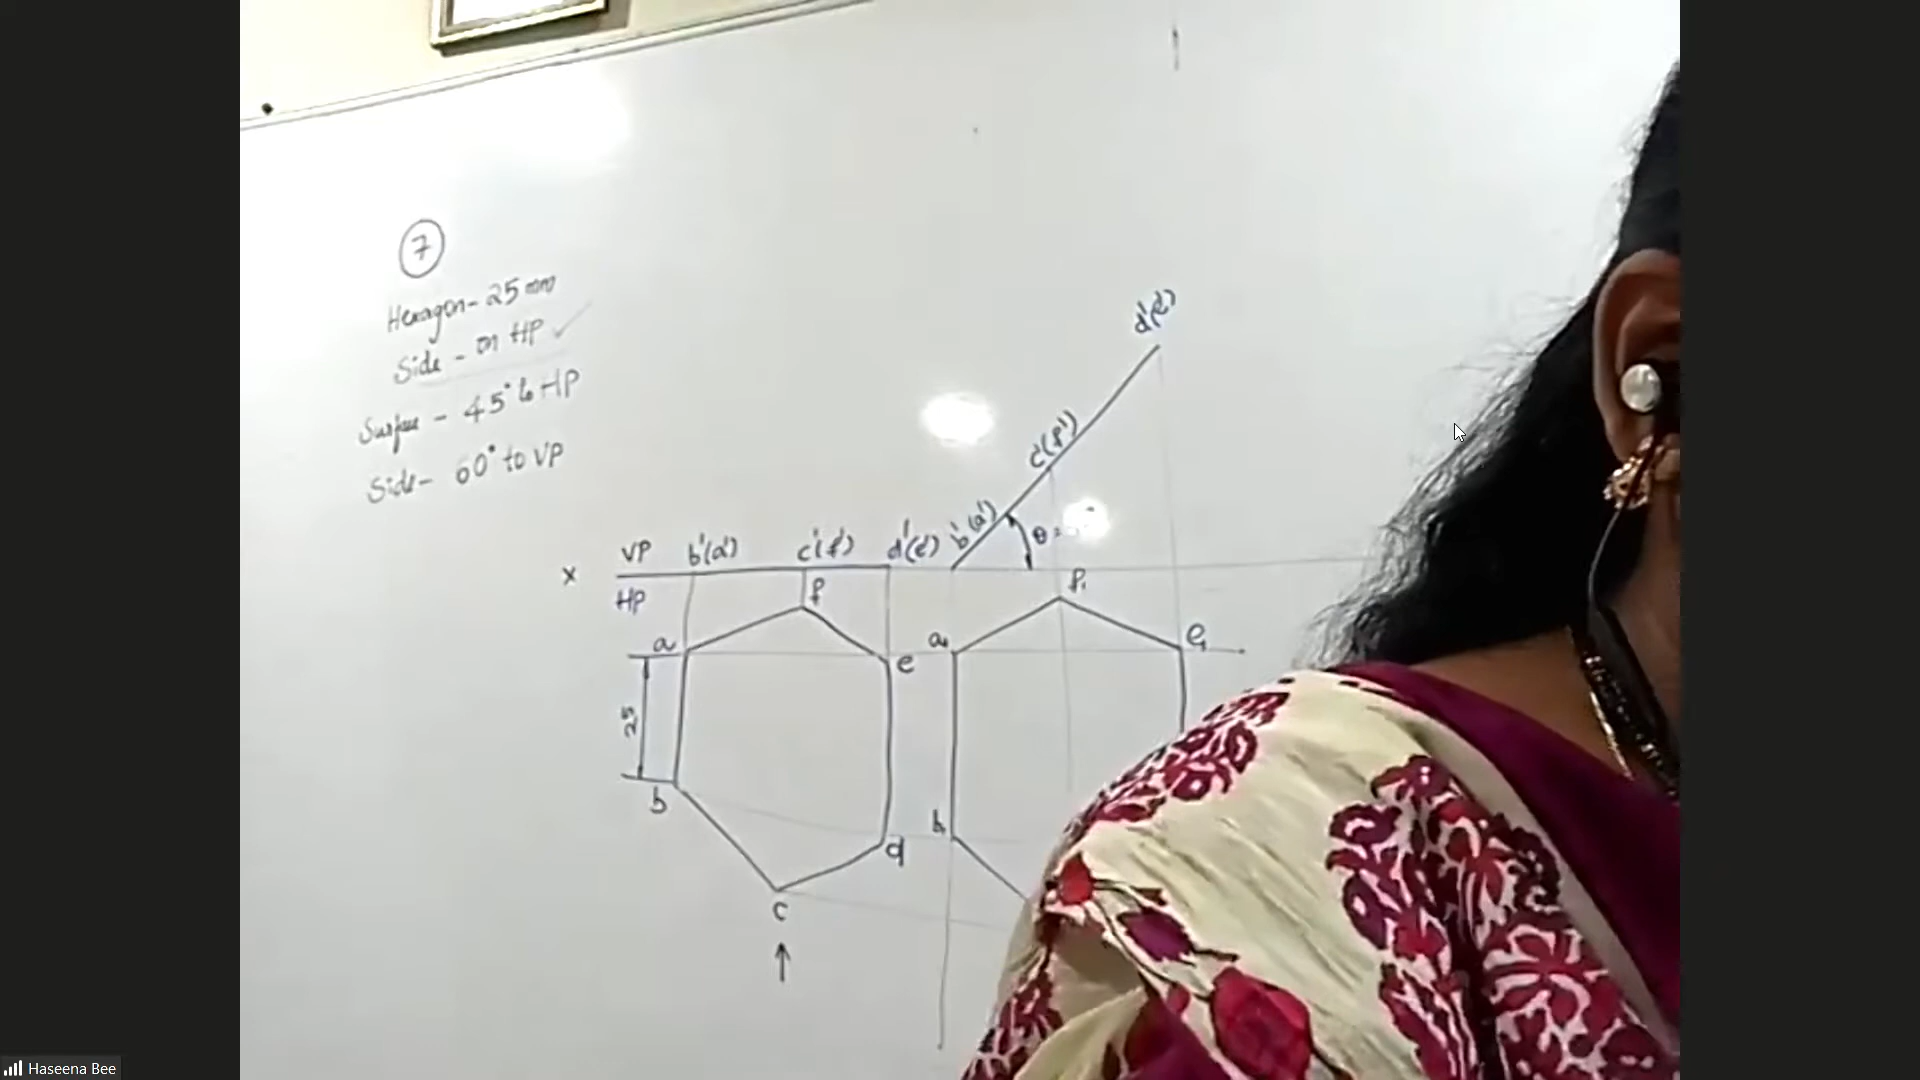 7
Hexagon - 25 mm
Side - on HP ✓
Surface - 45° to HP
Side - 60° to VP
d'(e')
c'(f')
b'(a')
θ =
X VP b'(a') c'(f') d'(e')
HP f f₁
a e a₁ e₁
25
b d b₁
c
Haseena Bee